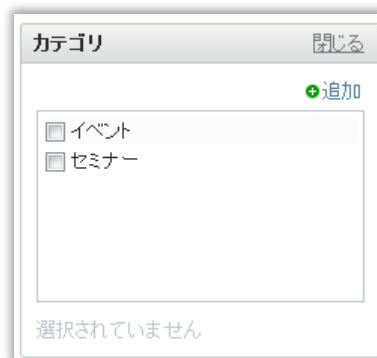 カテゴリ 閉じる
追加
イベント
セミナー
選択されていません